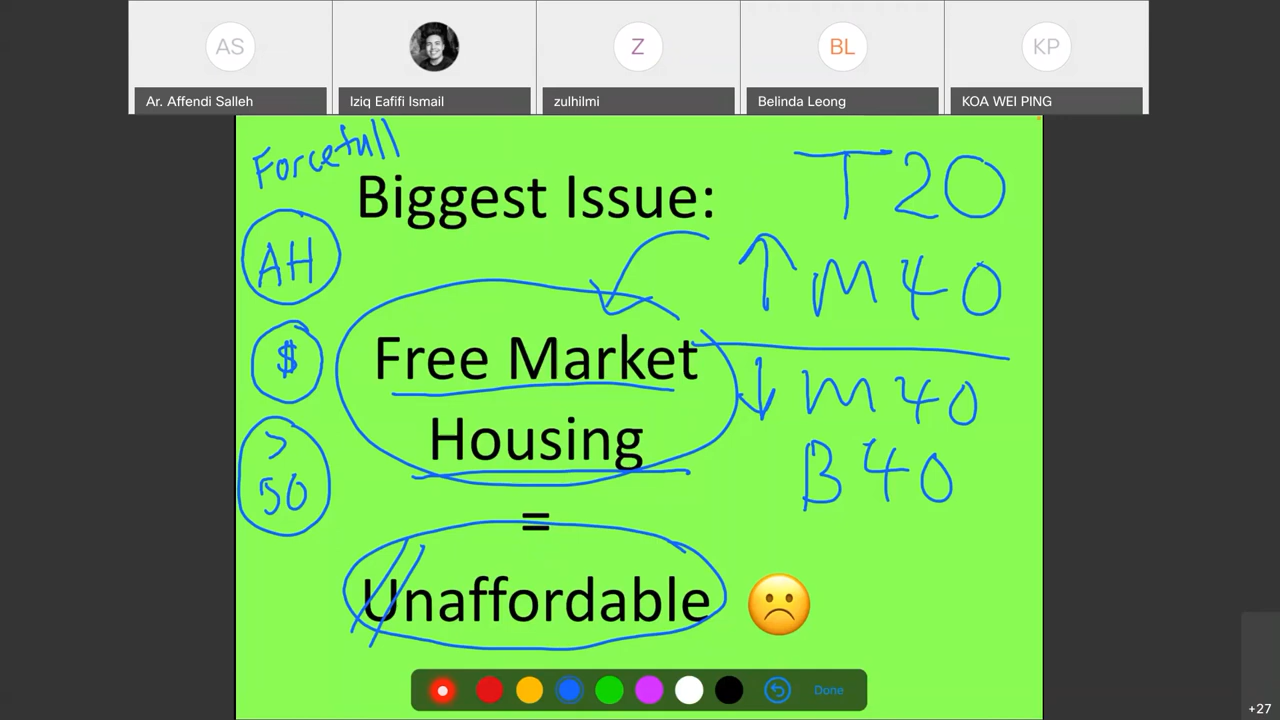 AS
Z
BL
KP
Ar. Affendi Salleh
Iziq Eafifi Ismail
zulhilmi
Belinda Leong
KOA WEI PING
Forcefull
Biggest Issue:
T20
AH
↑ M40
Free Market
$
↓ M40
Housing
B40
>
50
=
Unaffordable
Done
+27